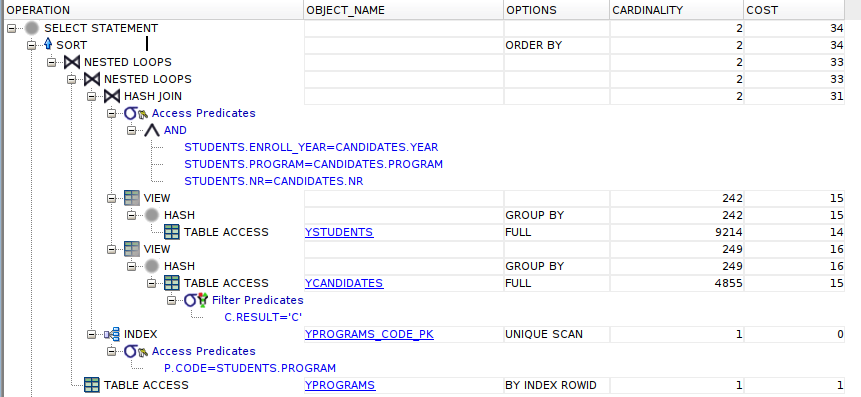 OPERATION OBJECT_NAME OPTIONS CARDINALITY COST
SELECT STATEMENT 2 34
SORT ORDER BY 2 34
NESTED LOOPS 2 33
NESTED LOOPS 2 33
HASH JOIN 2 31
Access Predicates
AND
STUDENTS.ENROLL_YEAR=CANDIDATES.YEAR
STUDENTS.PROGRAM=CANDIDATES.PROGRAM
STUDENTS.NR=CANDIDATES.NR
VIEW 242 15
HASH GROUP BY 242 15
TABLE ACCESS YSTUDENTS FULL 9214 14
VIEW 249 16
HASH GROUP BY 249 16
TABLE ACCESS YCANDIDATES FULL 4855 15
Filter Predicates
C.RESULT='C'
INDEX YPROGRAMS_CODE_PK UNIQUE SCAN 1 0
Access Predicates
P.CODE=STUDENTS.PROGRAM
TABLE ACCESS YPROGRAMS BY INDEX ROWID 1 1